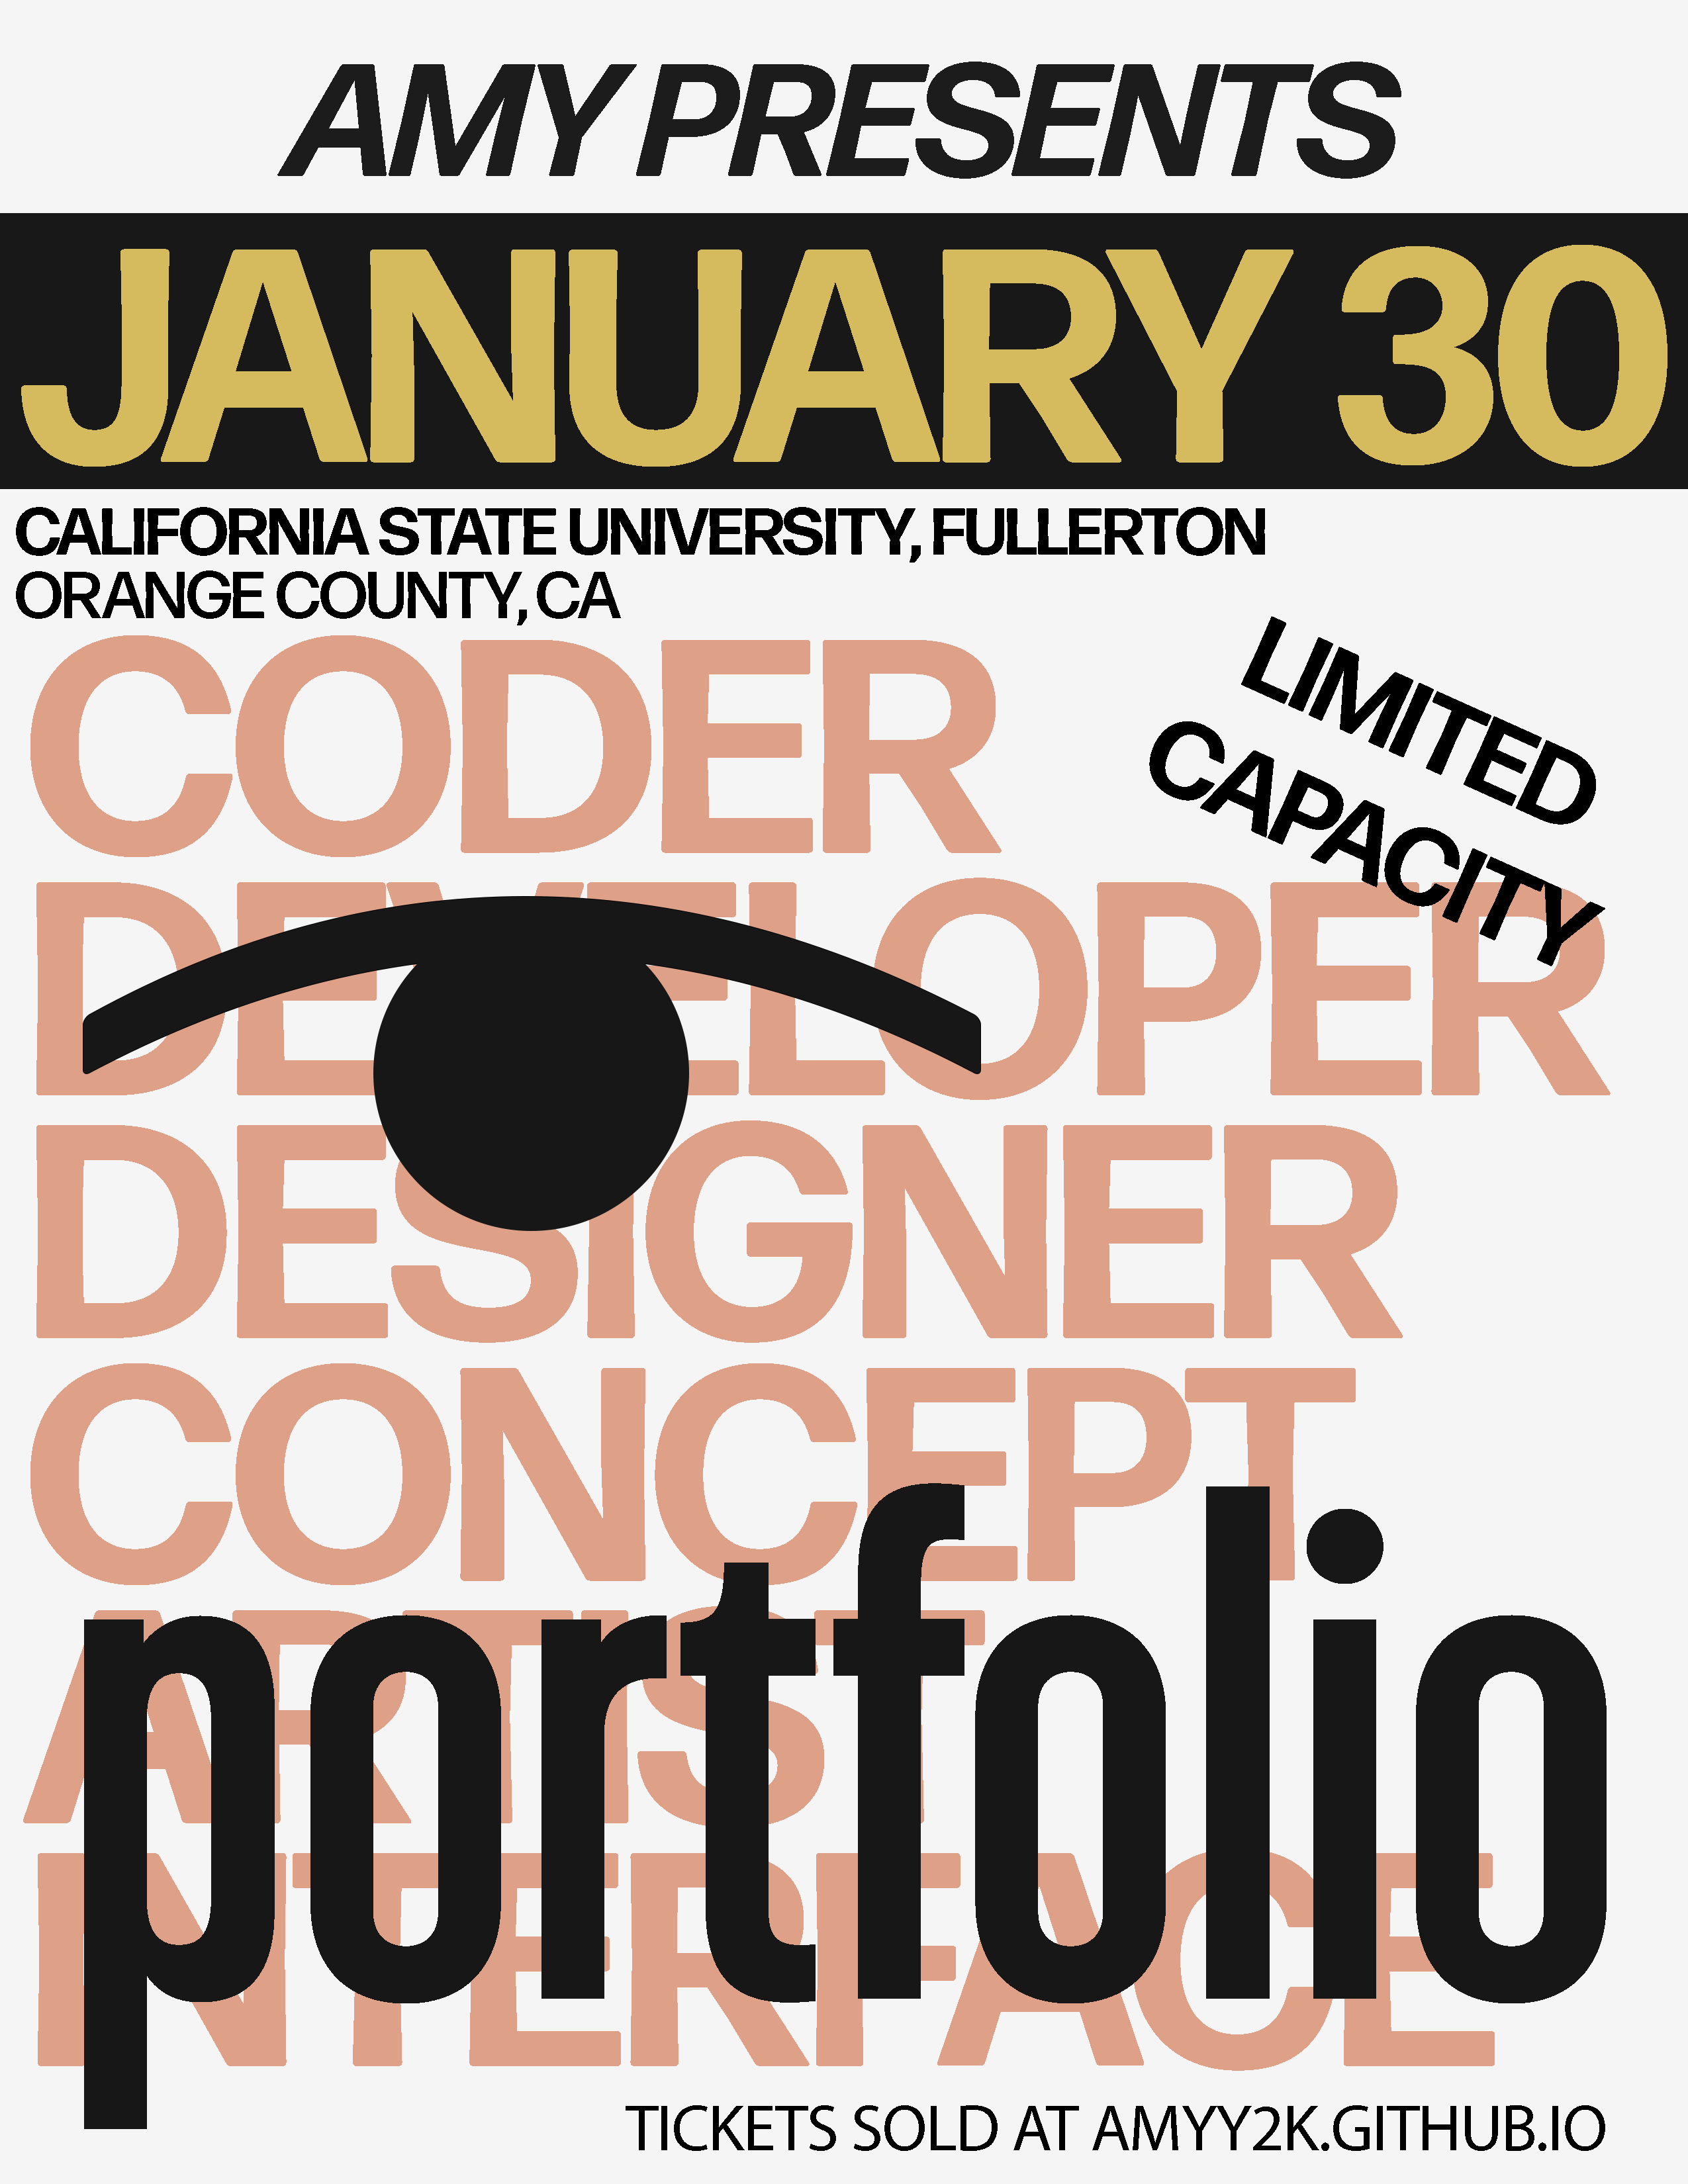 AMY PRESENTS
JANUARY 30
CALIFORNIA STATE UNIVERSITY, FULLERTON
ORANGE COUNTY, CA
LIMITED
CAPACITY
CODER
DEVELOPER
DESIGNER
CONCEPT
ARTIST
INTERFACE
portfolio
TICKETS SOLD AT AMYY2K.GITHUB.IO